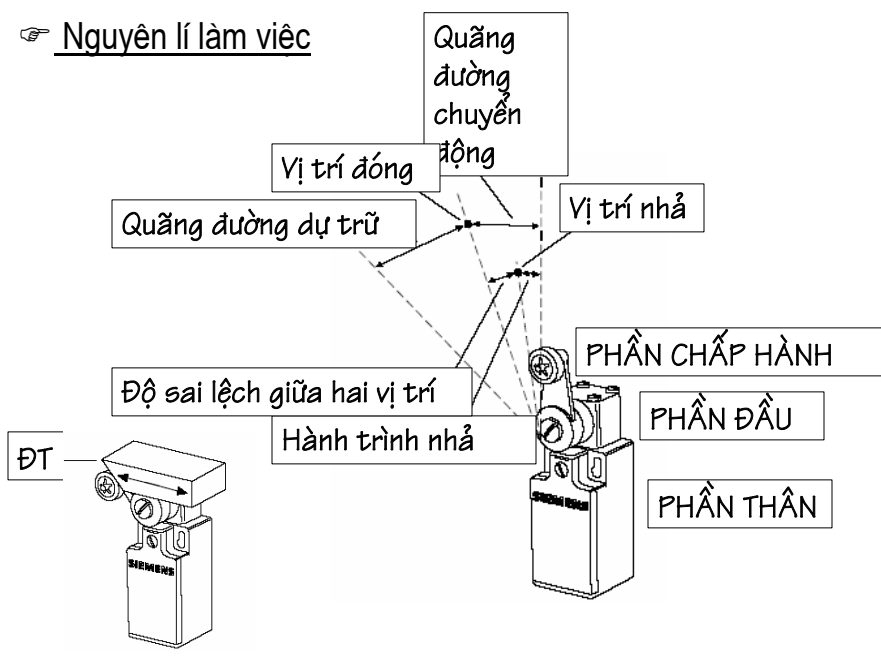 ☞ Nguyên lí làm việc
Quãng
đường
chuyển
động
Vị trí đóng
Vị trí nhả
Quãng đường dự trữ
PHẦN CHẤP HÀNH
Độ sai lệch giữa hai vị trí
PHẦN ĐẦU
Hành trình nhả
ĐT
PHẦN THÂN
SIEMENS
SIEMENS